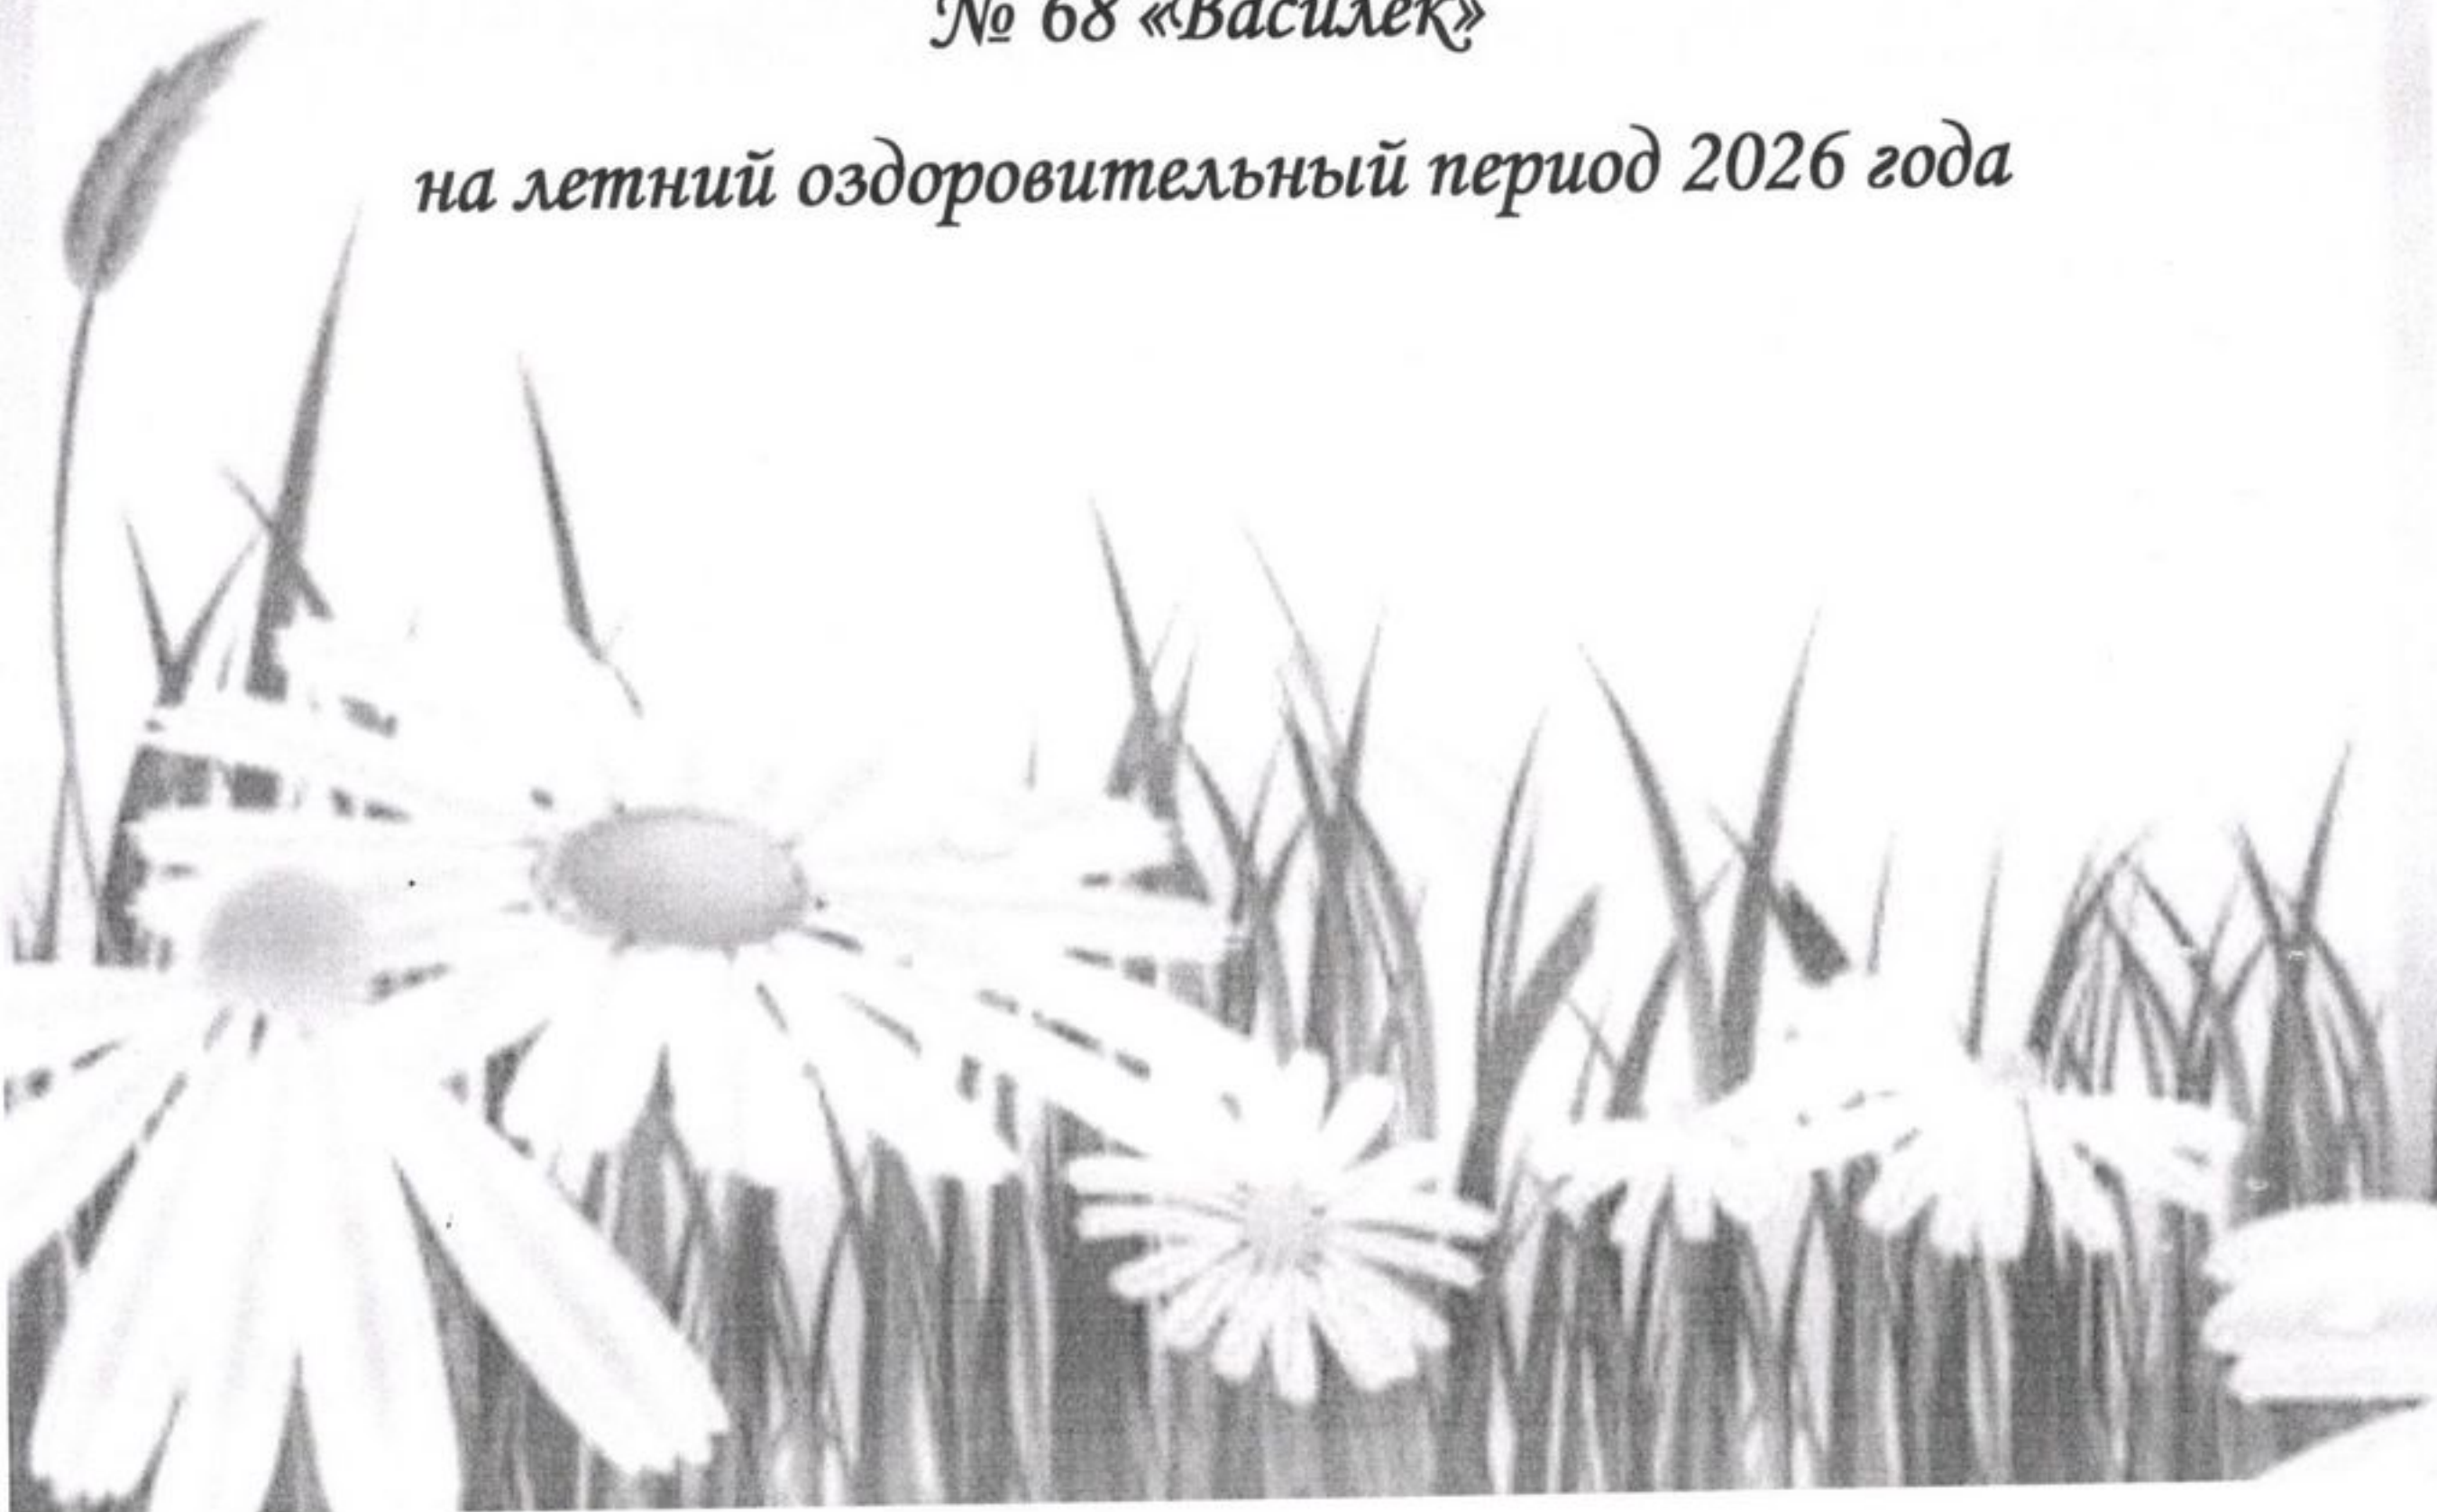 № 68 «Василек»
на летний оздоровительный период 2026 года